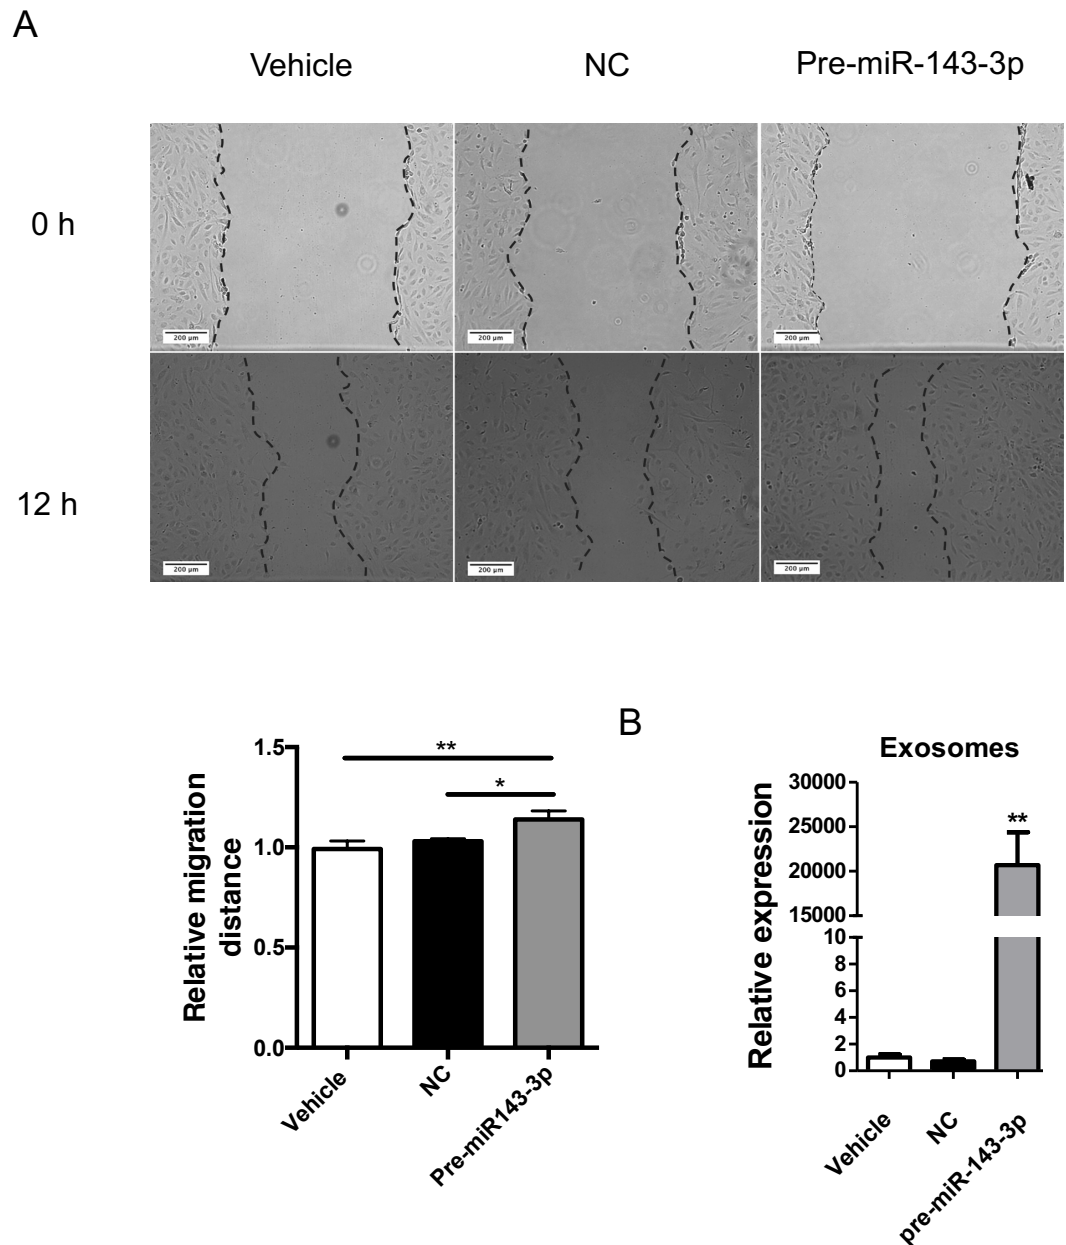 A
Vehicle
NC
Pre-miR-143-3p
0 h
200 µm
200 µm
200 µm
12 h
200 µm
200 µm
200 µm
Relative migration
distance
1.5
1.0
0.5
0.0
**
*
Vehicle
NC
Pre-miR143-3p
B
Exosomes
Relative expression
30000
25000
20000
15000
10
8
6
4
2
0
**
Vehicle
NC
pre-miR-143-3p